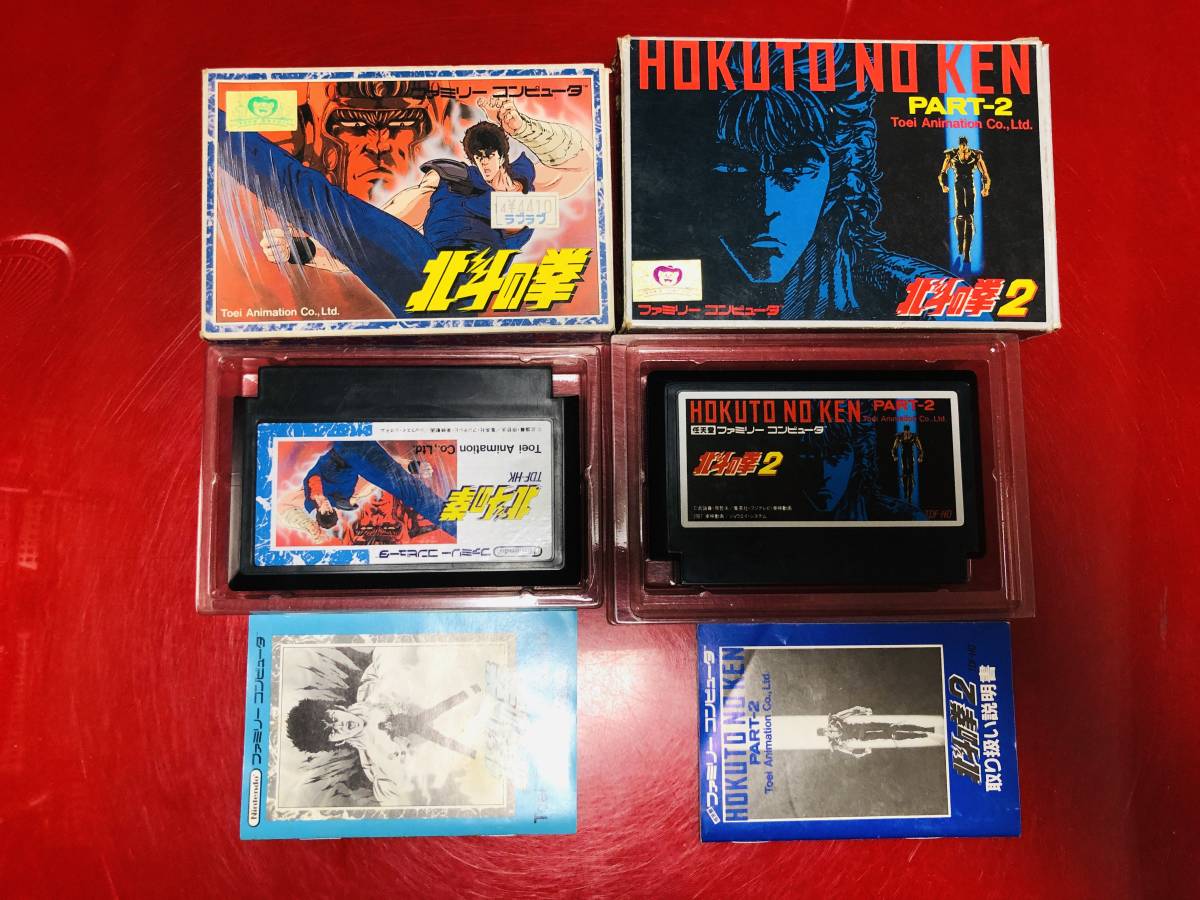 ファミリー コンピュータ
¥4410
ラブラブ
北斗の拳
Toei Animation Co., Ltd.
HOKUTO NO KEN
PART-2
Toei Animation Co., Ltd.
ファミリー コンピュータ
北斗の拳2
Toei Animation Co., Ltd.
TDF-HK
北斗の拳
Nintendo ファミリー コンピュータ
HOKUTO NO KEN PART-2
Toei Animation Co., Ltd.
任天堂 ファミリー コンピュータ
北斗の拳2
TDF-NO
Nintendo ファミリー コンピュータ
北斗の拳
ファミリー コンピュータ
HOKUTO NO KEN
PART-2
Toei Animation Co., Ltd.
北斗の拳2
取り扱い説明書